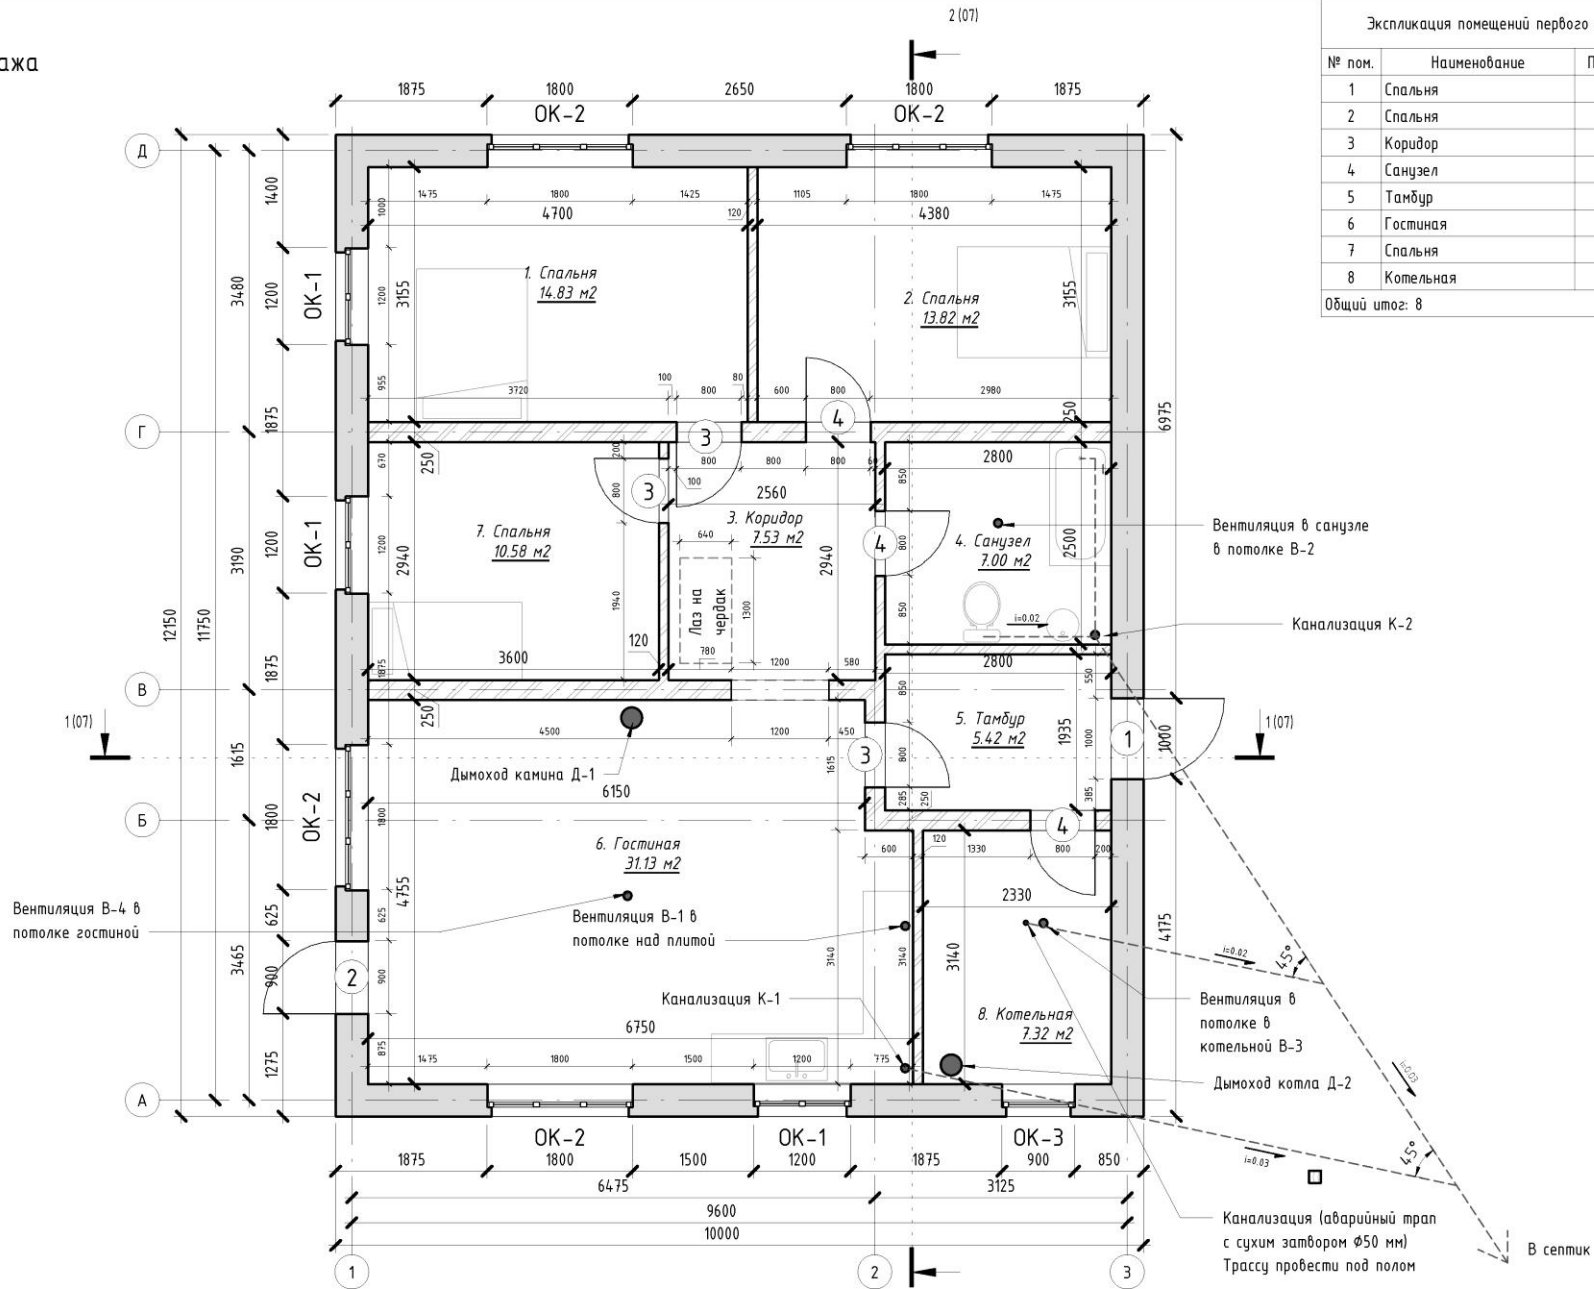 ажа
2 (07)
Экспликация помещений первого
№ пом.
Наименование
П
1 Спальня
2 Спальня
3 Коридор
4 Санузел
5 Тамбур
6 Гостиная
7 Спальня
8 Котельная
Общий итог: 8
1875 1800 2650 1800 1875
ОК-2 ОК-2
Д
1475 1800 1425 1105 1800 1475
4700 120 4380
1400 1000
1. Спальня
14.83 м2
2. Спальня
13.82 м2
3480 1200 ОК-1 1200 3155 3155
955 3720 100 800 80 600 800 2980
Г 1875 250 6975
3 4
670 250 200 800 800 800 60 850 2800
3 800 100 2560
7. Спальня
10.58 м2
3. Коридор
7.53 м2
4. Санузел
7.00 м2
Вентиляция в санузле
в потолке В-2
12150 11750 3190 1200 ОК-1 1200 2940 640 2940 4 800 2500
Лаз на
чердак
1940 1300 780
i=0.02
Канализация К-2
850
3600 120 1200 580 2800
В 1875 1875 250 850 550
5. Тамбур
5.42 м2
1 (07) 1 (07)
4500 1200 450
Дымоход камина Д-1
1615 1615 3 800 1935 1000 1 1000
6150 285 250 385
Б ОК-2 1800 1800 4
6. Гостиная
31.13 м2
600 120 1330 800 200
2330
4755 625 625 4175
Вентиляция В-4 в
потолке гостиной
Вентиляция В-1 в
потолке над плитой
3465 900 2 900 3140 3140 3140
i=0.02 45°
Канализация К-1
Вентиляция в
потолке в
котельной В-3
8. Котельная
7.32 м2
6750
1275 875 1475 1800 1500 1200 775
Дымоход котла Д-2
i=0.03
А
ОК-2 ОК-1 ОК-3
1875 1800 1500 1200 1875 900 850
i=0.03 45°
6475 3125
9600
10000
Канализация (аварийный трап
с сухим затвором ф50 мм)
Трассу провести под полом
В септик
1 2 3